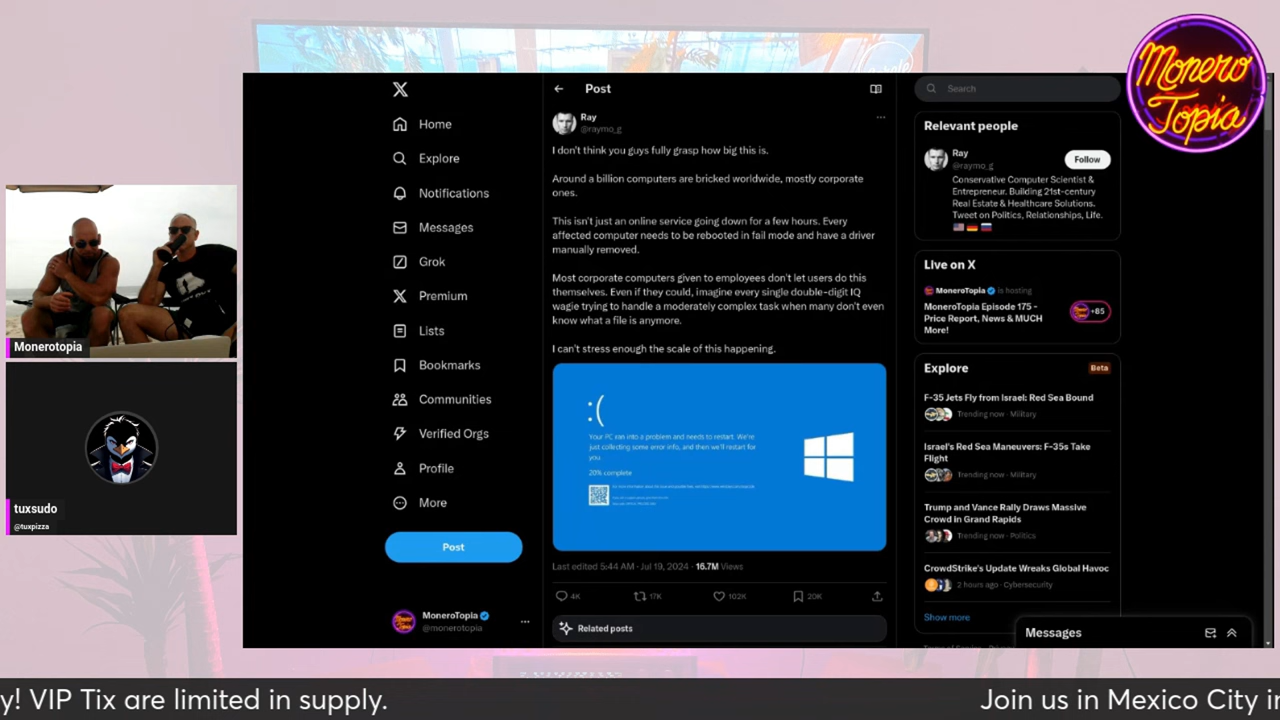 Monero
Topia
Post
Search
Home
Explore
Notifications
Messages
Grok
Premium
Lists
Bookmarks
Communities
Verified Orgs
Profile
More
Post
MoneroTopia
@monerotopia
Ray
@raymo_g
I don't think you guys fully grasp how big this is.
Around a billion computers are bricked worldwide, mostly corporate
ones.
This isn't just an online service going down for a few hours. Every
affected computer needs to be rebooted in fail mode and have a driver
manually removed.
Most corporate computers given to employees don't let users do this
themselves. Even if they could, imagine every single double-digit IQ
wagie trying to handle a moderately complex task when many don't even
know what a file is anymore.
I can't stress enough the scale of this happening.
:(
Your PC ran into a problem and needs to restart. We're
just collecting some error info, and then we'll restart for
you.
20% complete
Last edited 5:44 AM · Jul 19, 2024 · 16.7M Views
4K 17K 102K 20K
Related posts
Relevant people
Ray
@raymo_g
Follow
Conservative Computer Scientist &
Entrepreneur. Building 21st-century
Real Estate & Healthcare Solutions.
Tweet on Politics, Relationships, Life.
Live on X
MoneroTopia is hosting
MoneroTopia Episode 175 -
Price Report, News & MUCH
More!
+85
Explore
Beta
F-35 Jets Fly from Israel: Red Sea Bound
Trending now · Military
Israel's Red Sea Maneuvers: F-35s Take
Flight
Trending now · Military
Trump and Vance Rally Draws Massive
Crowd in Grand Rapids
Trending now · Politics
CrowdStrike's Update Wreaks Global Havoc
2 hours ago · Cybersecurity
Show more
Messages
Monerotopia
tuxsudo
@tuxpizza
y! VIP Tix are limited in supply.
Join us in Mexico City i